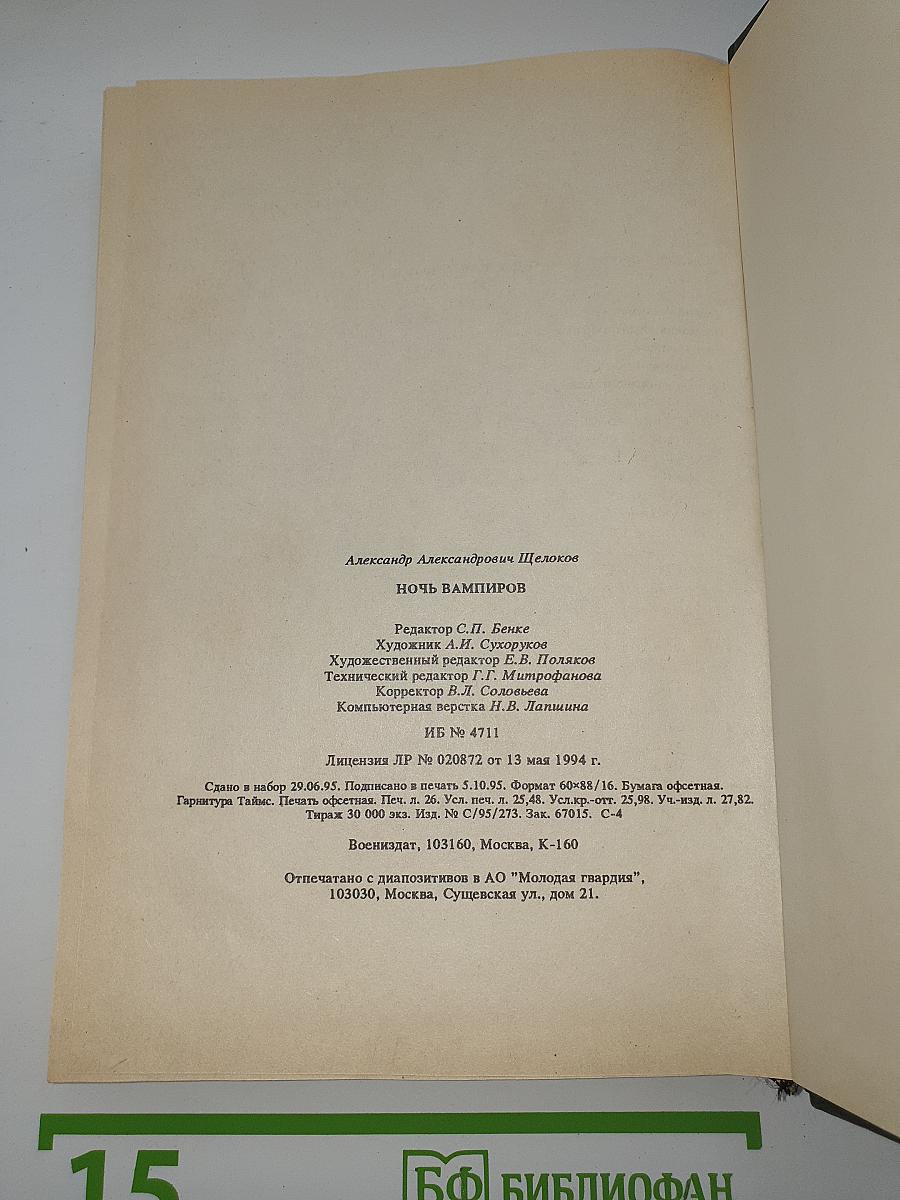 Александр Александрович Щелоков
НОЧЬ ВАМПИРОВ
Редактор С.П. Бенке
Художник А.И. Сухоруков
Художественный редактор Е.В. Поляков
Технический редактор Г.Г. Митрофанова
Корректор В.Л. Соловьева
Компьютерная верстка Н.В. Лапшина
ИБ № 4711
Лицензия ЛР № 020872 от 13 мая 1994 г.
Сдано в набор 29.06.95. Подписано в печать 5.10.95. Формат 60×88/16. Бумага офсетная.
Гарнитура Таймс. Печать офсетная. Печ. л. 26. Усл. печ. л. 25,48. Усл.кр.-отт. 25,98. Уч.-изд. л. 27,82.
Тираж 30 000 экз. Изд. № С/95/273. Зак. 67015. С-4
Воениздат, 103160, Москва, К-160
Отпечатано с диапозитивов в АО "Молодая гвардия",
103030, Москва, Сущевская ул., дом 21.
15 БФ БИБЛИОФАН